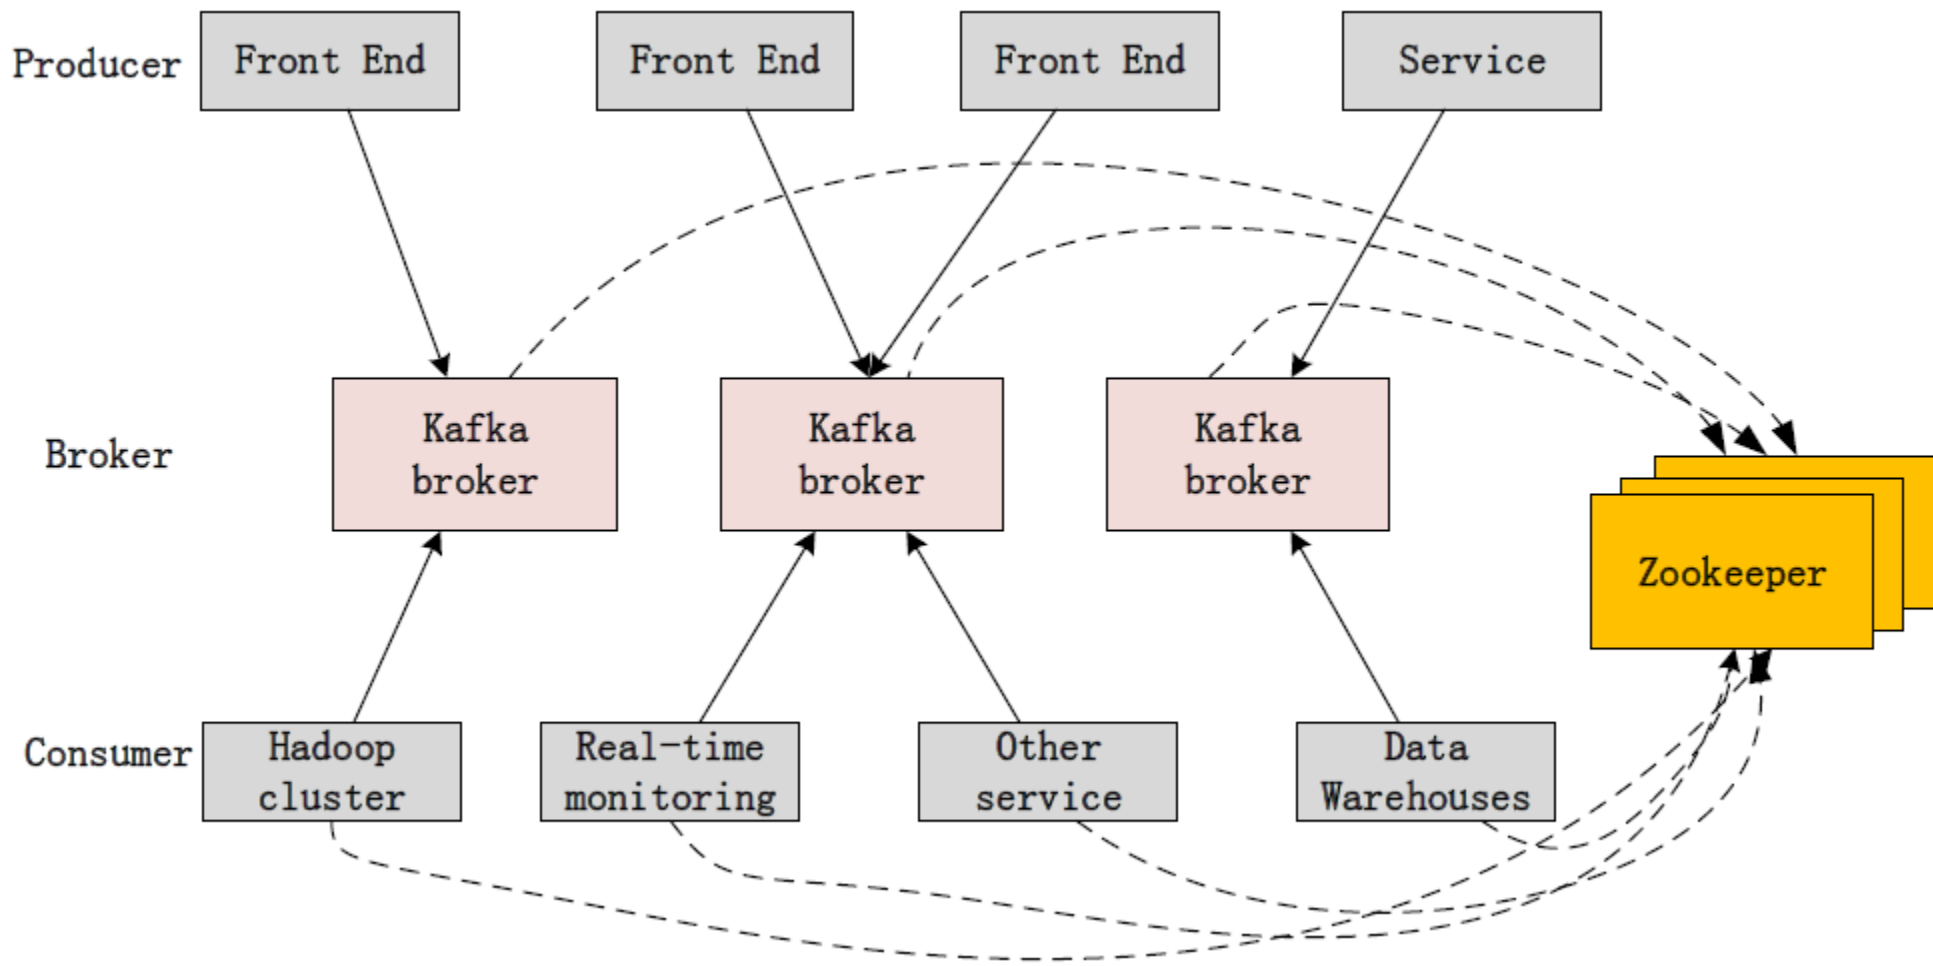 Producer
Front End
Front End
Front End
Service
Broker
Kafka
broker
Kafka
broker
Kafka
broker
Zookeeper
Consumer
Hadoop
cluster
Real-time
monitoring
Other
service
Data
Warehouses